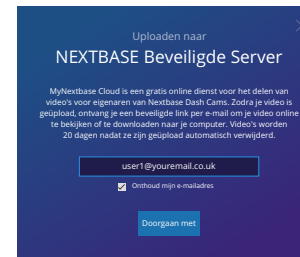 Uploaden naar
NEXTBASE Beveiligde Server
MyNextbase Cloud is een gratis online dienst voor het delen van
video's voor eigenaren van Nextbase Dash Cams. Zodra je video is
geüpload, ontvang je een beveiligde link per e-mail om je video online
te bekijken of te downloaden naar je computer. Video's worden
20 dagen nadat ze zijn geüpload automatisch verwijderd.
user1@youremail.co.uk
Onthoud mijn e-mailadres
Doorgaan met